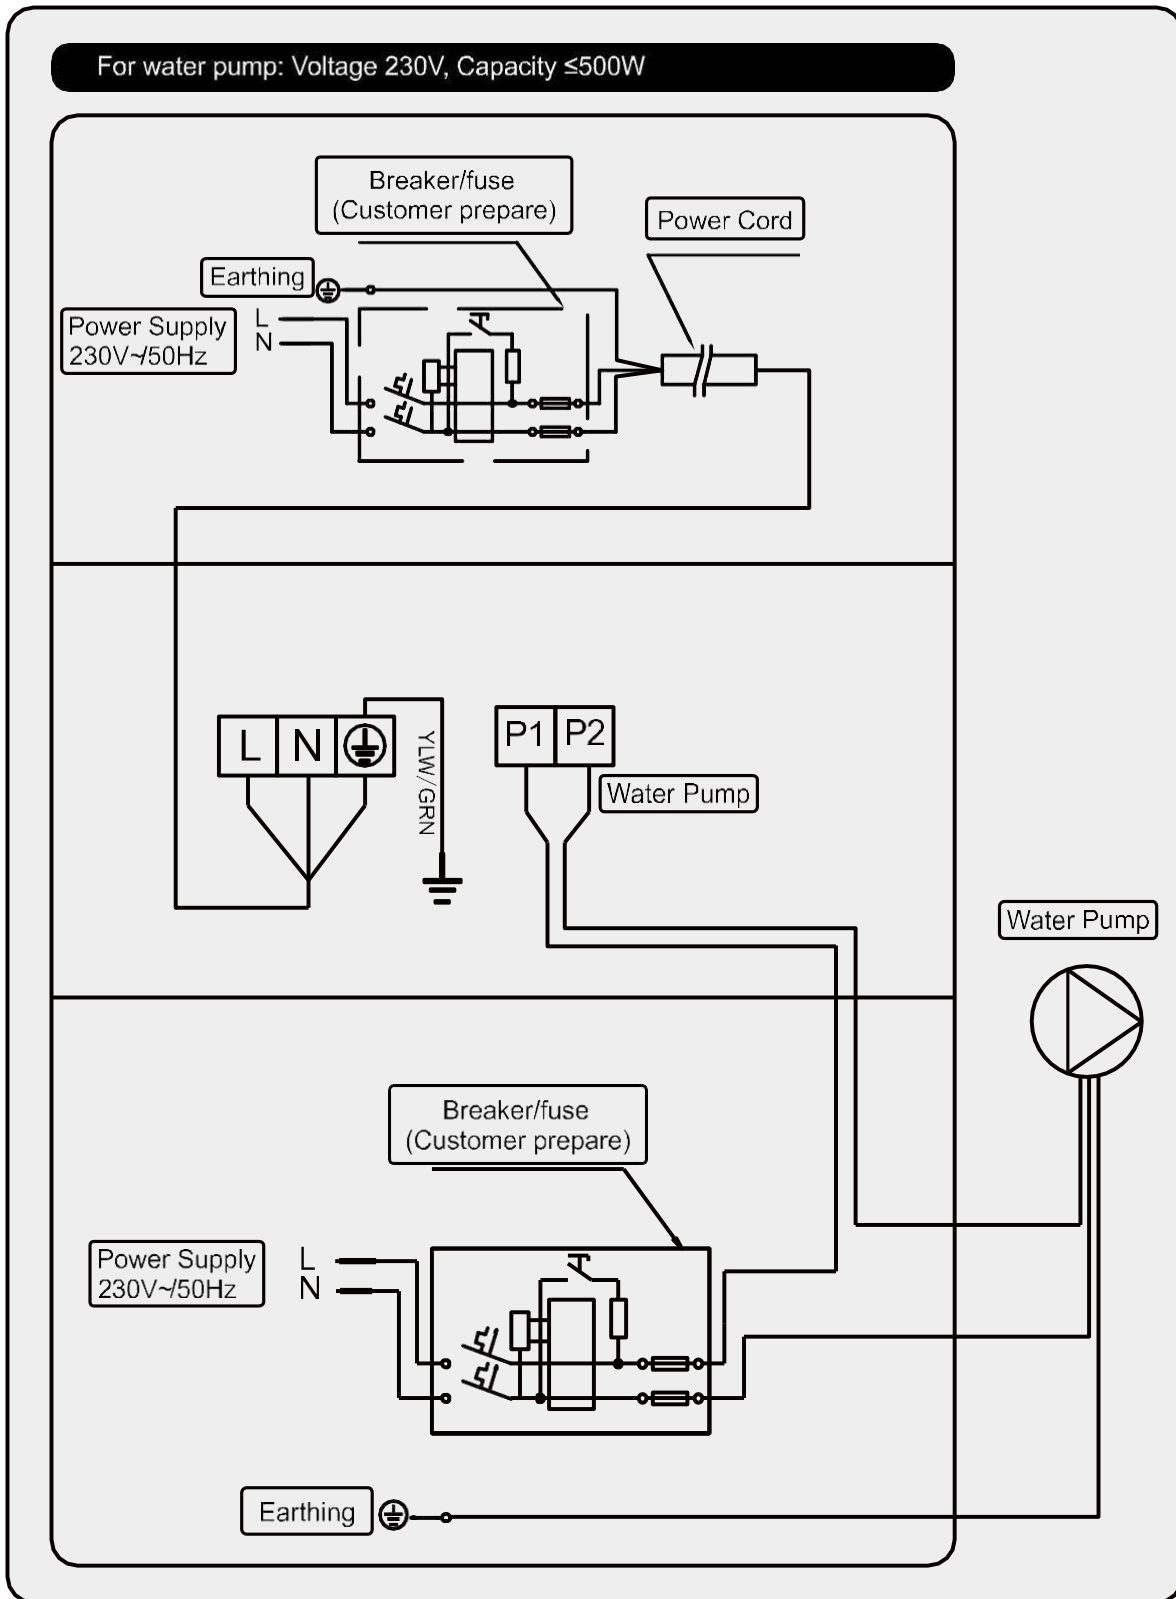 For water pump: Voltage 230V, Capacity ≤500W
Breaker/fuse
(Customer prepare)
Power Cord
Earthing
Power Supply
230V~/50Hz
L
N
L N
P1 P2
YLW/GRN
Water Pump
Water Pump
Breaker/fuse
(Customer prepare)
Power Supply
230V~/50Hz
L
N
Earthing